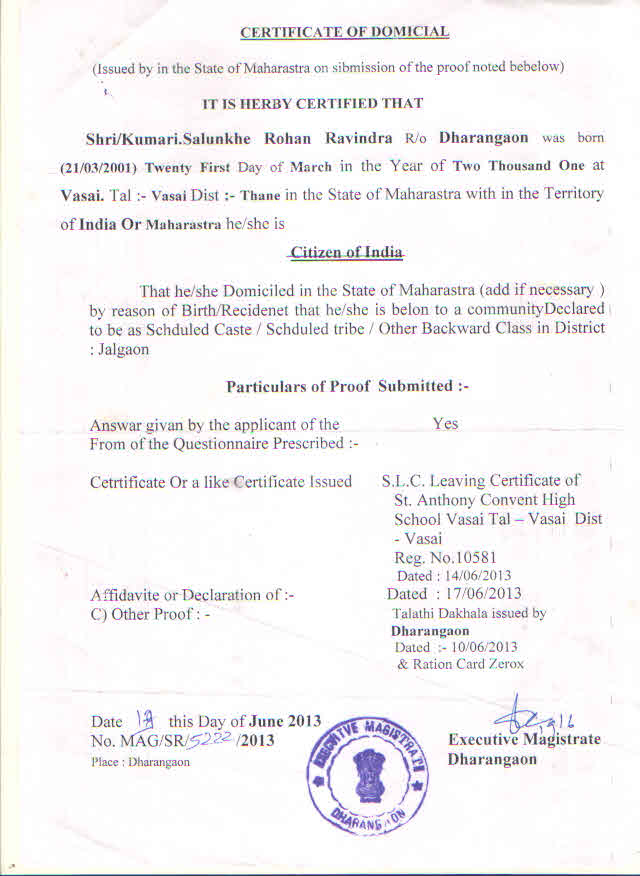 CERTIFICATE OF DOMICIAL
(Issued by in the State of Maharastra on sibmission of the proof noted bebelow)
IT IS HERBY CERTIFIED THAT
Shri/Kumari.Salunkhe Rohan Ravindra R/o Dharangaon was born
(21/03/2001) Twenty First Day of March in the Year of Two Thousand One at
Vasai. Tal :- Vasai Dist :- Thane in the State of Maharastra with in the Territory
of India Or Maharastra he/she is
Citizen of India
That he/she Domiciled in the State of Maharastra (add if necessary )
by reason of Birth/Recidenet that he/she is belon to a communityDeclared
to be as Schduled Caste / Schduled tribe / Other Backward Class in District
: Jalgaon
Particulars of Proof Submitted :-
Answar givan by the applicant of the Yes
From of the Questionnaire Prescribed :-
Cetrtificate Or a like Certificate Issued S.L.C. Leaving Certificate of
St. Anthony Convent High
School Vasai Tal – Vasai Dist
- Vasai
Reg. No.10581
Dated : 14/06/2013
Affidavite or Declaration of :- Dated : 17/06/2013
C) Other Proof : - Talathi Dakhala issued by
Dharangaon
Dated :- 10/06/2013
& Ration Card Zerox
Date this Day of June 2013
No. MAG/SR/5222/2013
Place : Dharangaon
Executive Magistrate
Dharangaon
EXECUTIVE MAGISTRATE
DHARANGAON